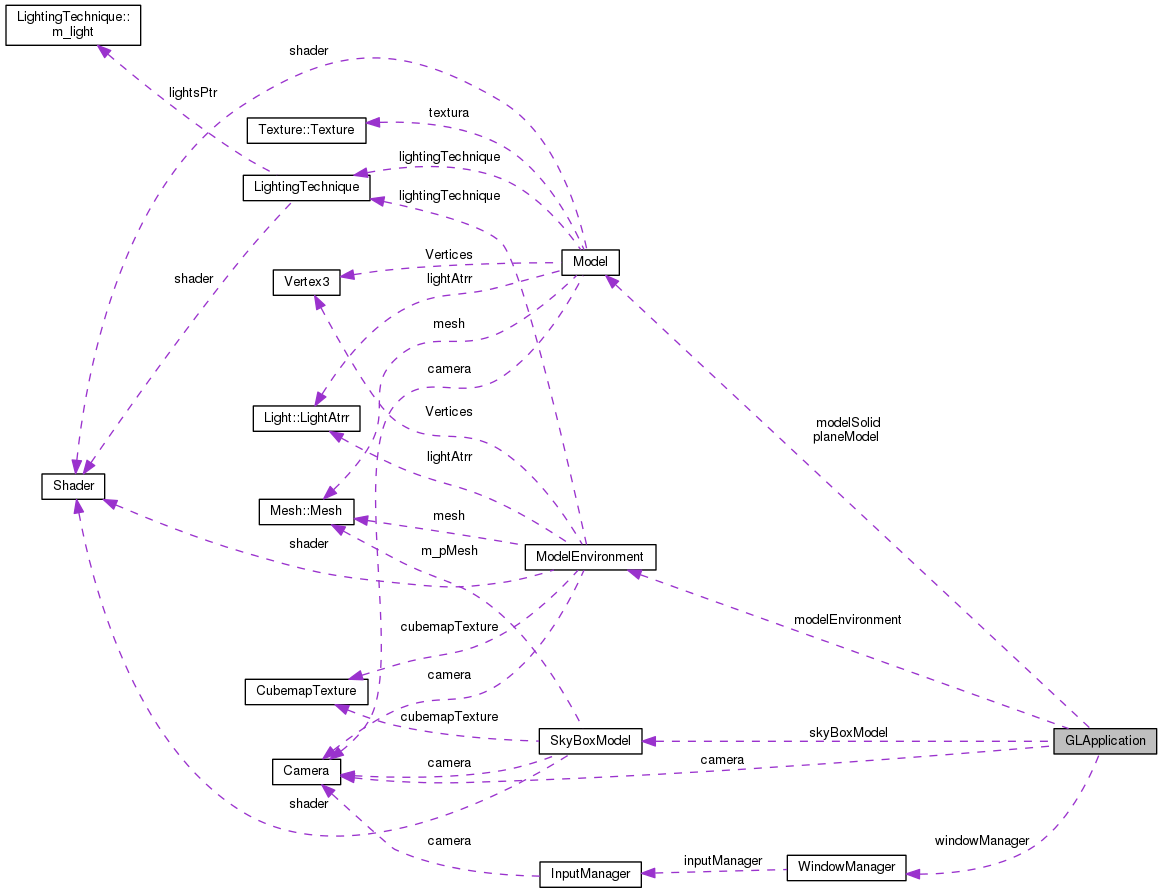 LightingTechnique::
m_light
shader
lightsPtr
textura
Texture::Texture
lightingTechnique
LightingTechnique
lightingTechnique
Vertices
Model
shader
Vertex3
lightAtrr
mesh
camera
Light::LightAtrr
Vertices
modelSolid
planeModel
lightAtrr
Shader
Mesh::Mesh
mesh
shader
m_pMesh
ModelEnvironment
cubemapTexture
modelEnvironment
camera
CubemapTexture
cubemapTexture
skyBoxModel
SkyBoxModel
GLApplication
camera
Camera
camera
shader
camera
windowManager
inputManager
InputManager
WindowManager